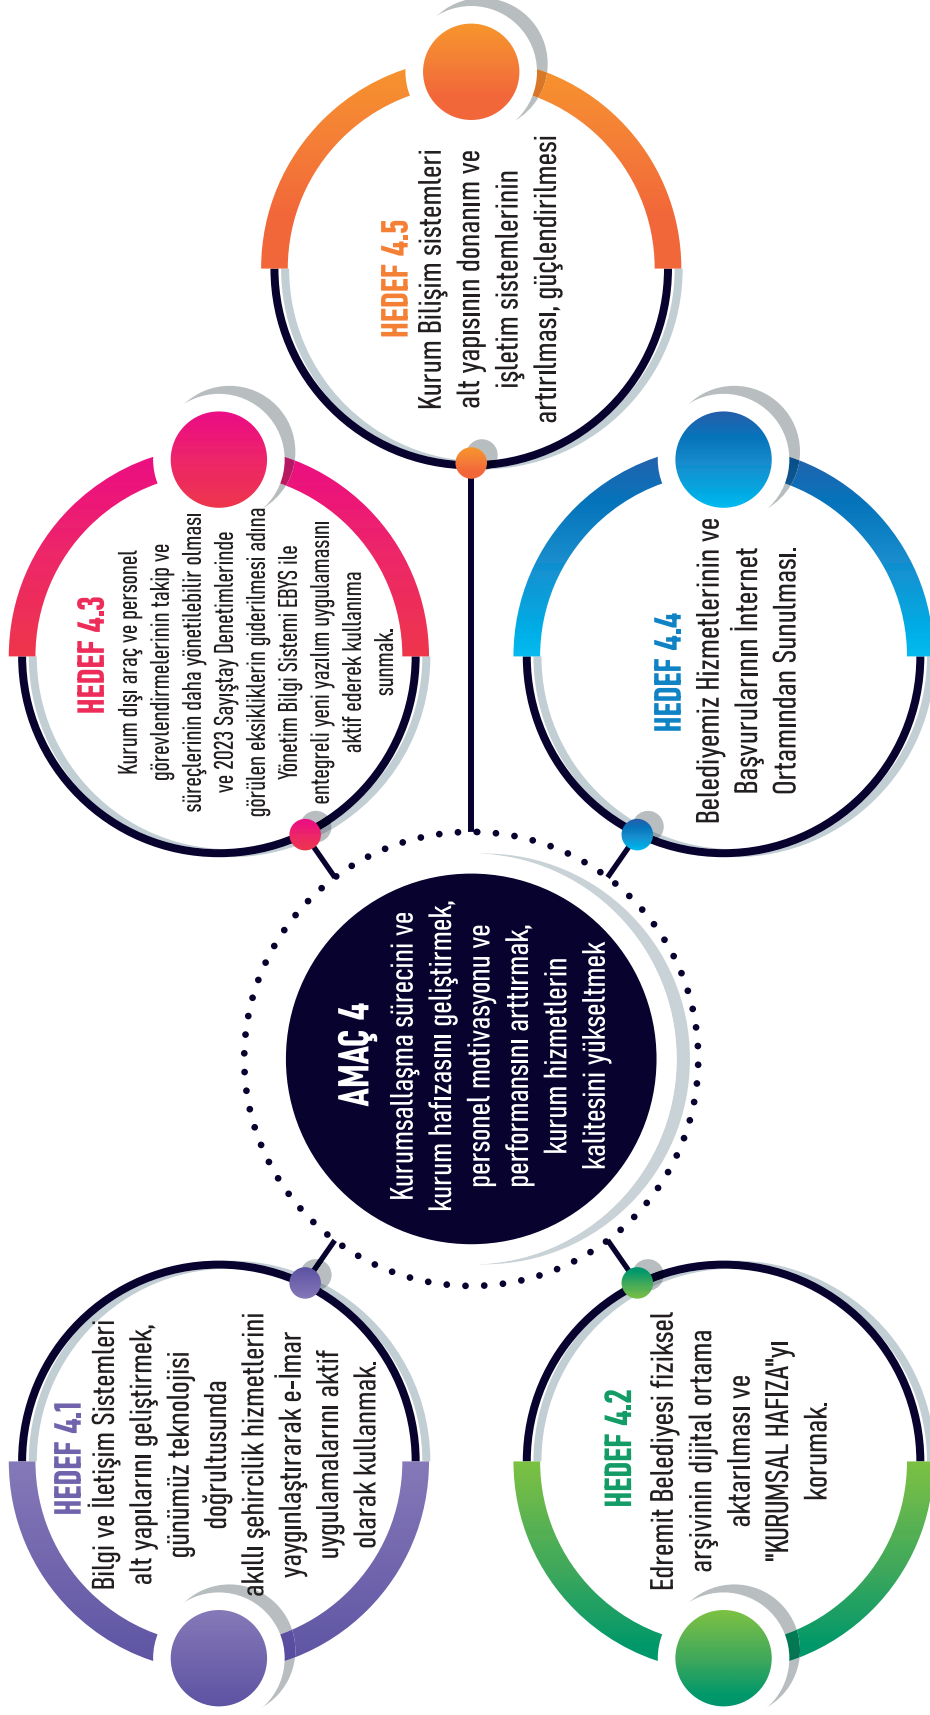 HEDEF 4.1
Bilgi ve İletişim Sistemleri
alt yapılarını geliştirmek,
günümüz teknolojisi
doğrultusunda
akıllı şehircilik hizmetlerini
yaygınlaştırarak e-İmar
uygulamalarını aktif
olarak kullanmak.
HEDEF 4.2
Edremit Belediyesi fiziksel
arşivinin dijital ortama
aktarılması ve
"KURUMSAL HAFIZA"yı
korumak.
AMAÇ 4
Kurumsallaşma sürecini ve
kurum hafızasını geliştirmek,
personel motivasyonu ve
performansını arttırmak,
kurum hizmetlerin
kalitesini yükseltmek
HEDEF 4.3
Kurum dışı araç ve personel
görevlendirmelerinin takip ve
süreçlerinin daha yönetilebilir olması
ve 2023 Sayıştay Denetimlerinde
görülen eksikliklerin giderilmesi adına
Yönetim Bilgi Sistemi EBYS ile
entegreli yeni yazılım uygulamasını
aktif ederek kullanıma
sunmak.
HEDEF 4.4
Belediyemiz Hizmetlerinin ve
Başvurularının İnternet
Ortamından Sunulması.
HEDEF 4.5
Kurum Bilişim sistemleri
alt yapısının donanım ve
işletim sistemlerinin
artırılması, güçlendirilmesi